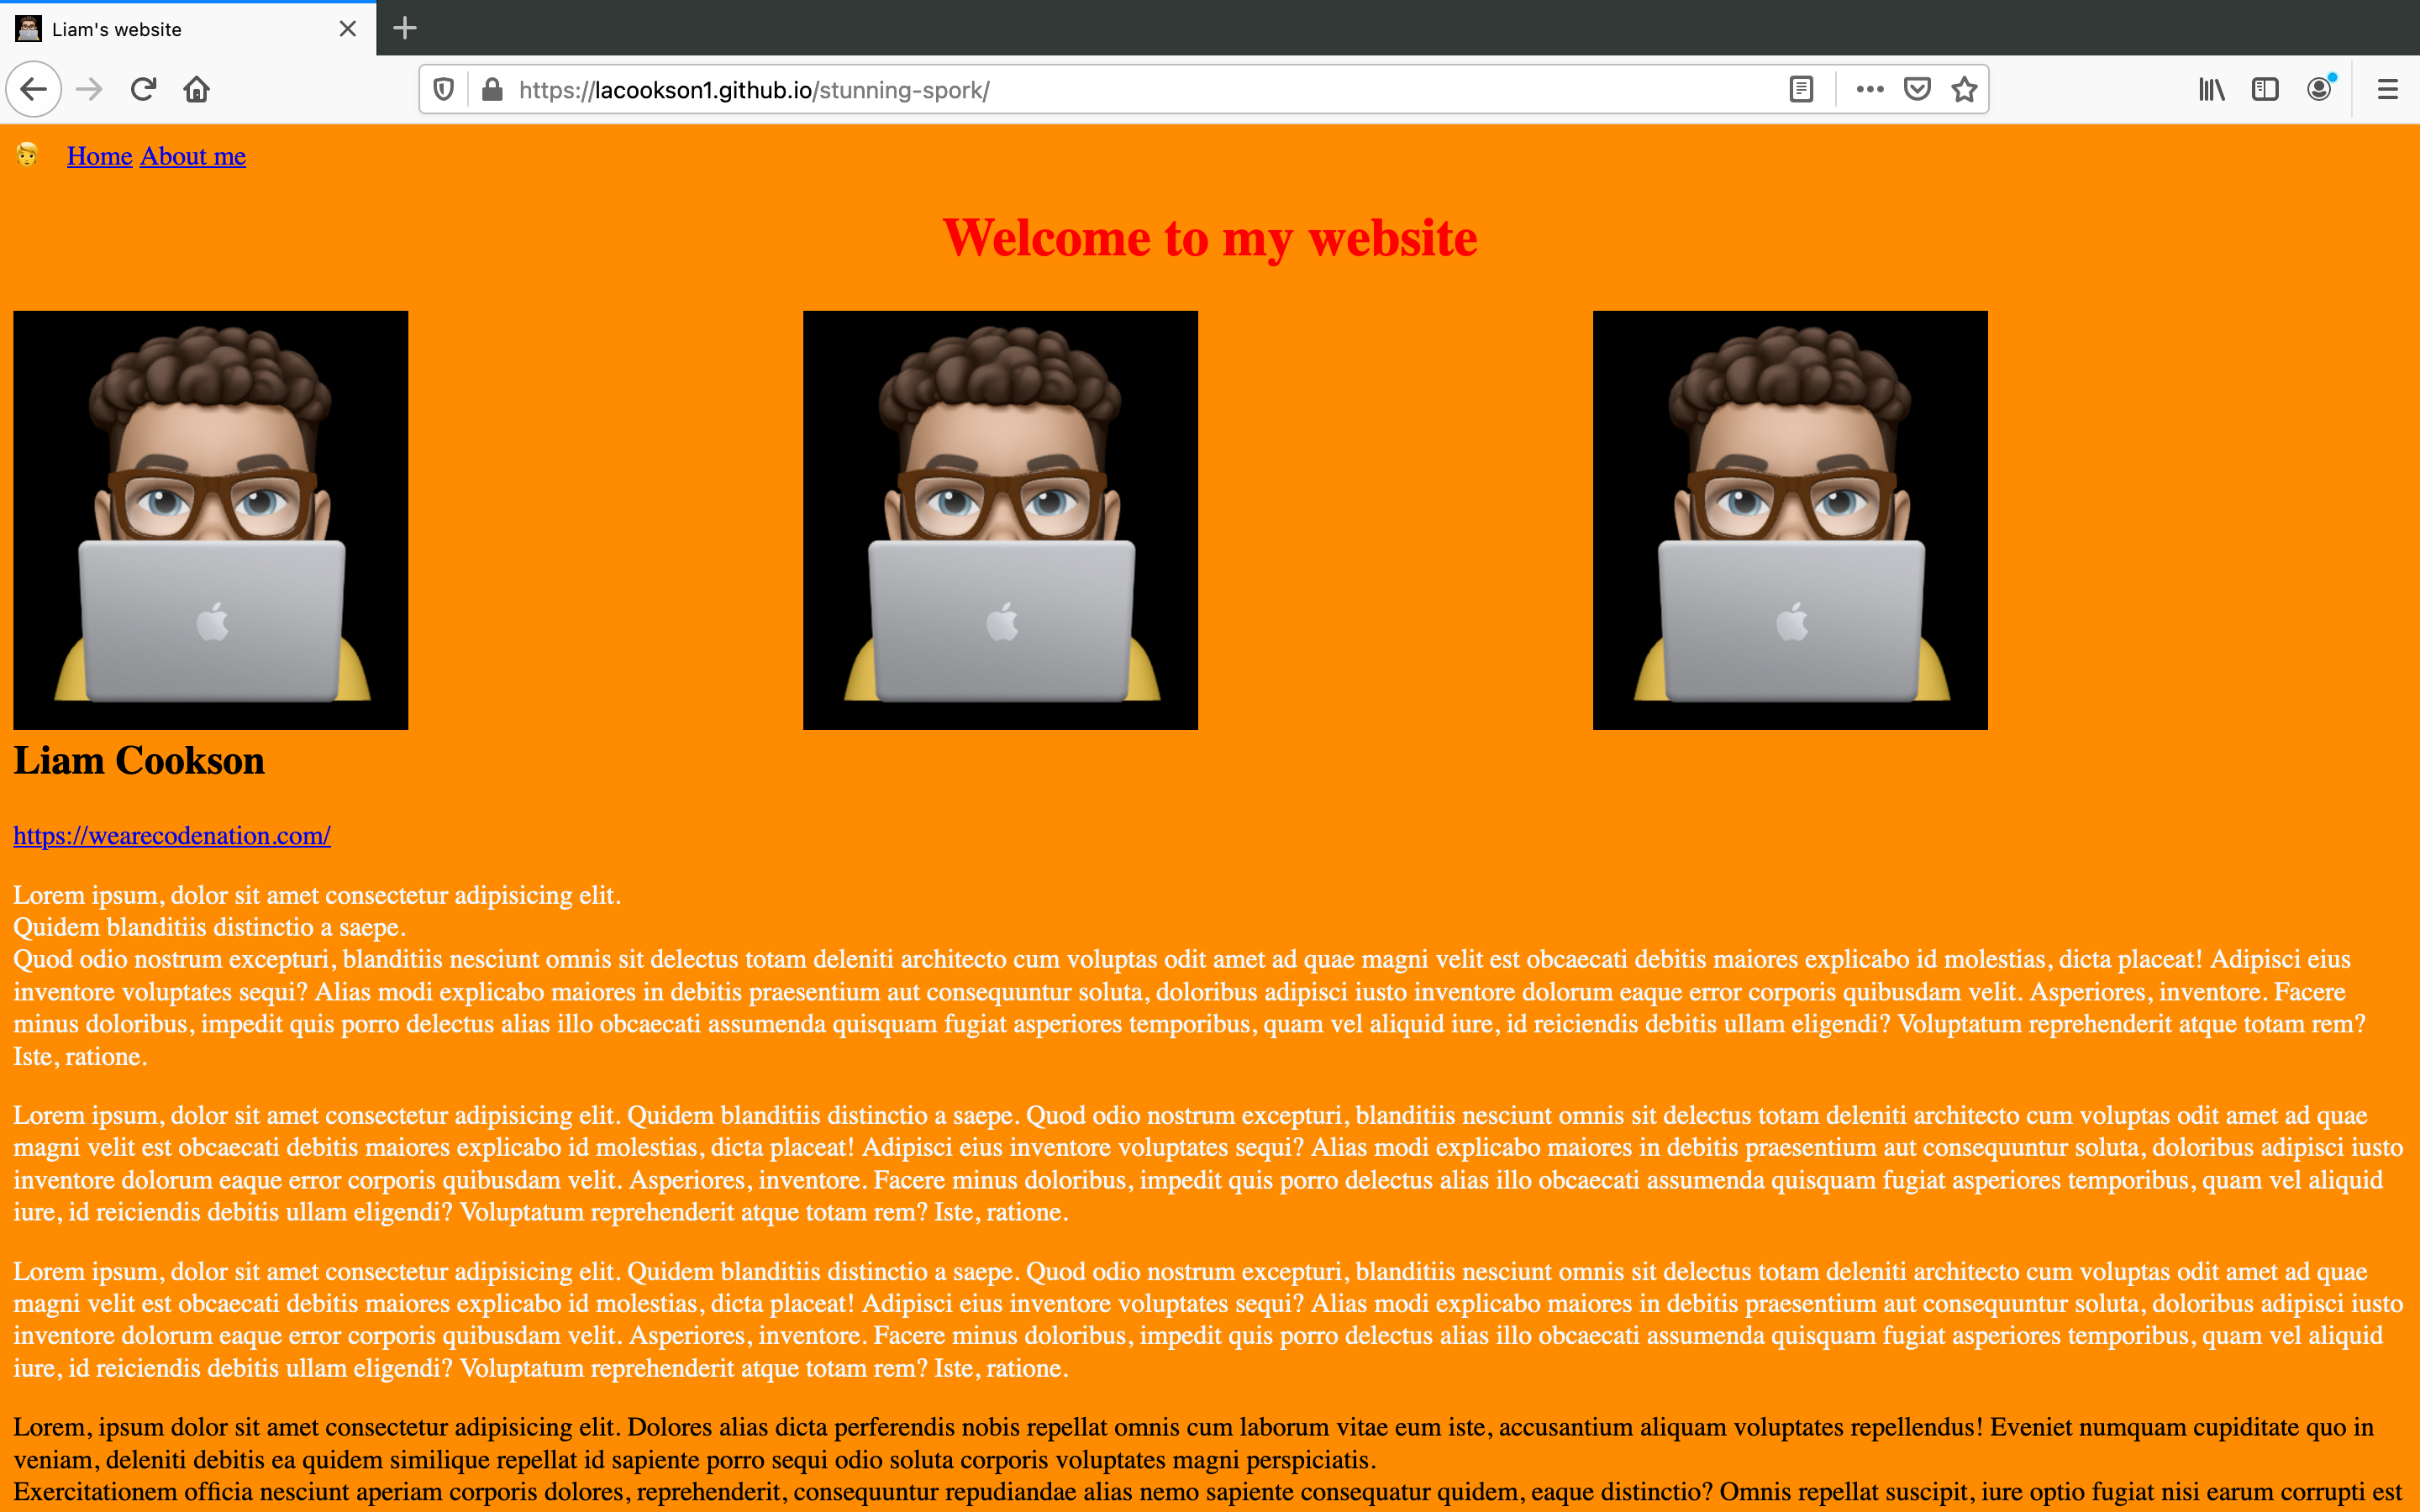 Liam's website
https://lacookson1.github.io/stunning-spork/
Home About me
Welcome to my website
Liam Cookson
https://wearecodenation.com/
Lorem ipsum, dolor sit amet consectetur adipisicing elit.
Quidem blanditiis distinctio a saepe.
Quod odio nostrum excepturi, blanditiis nesciunt omnis sit delectus totam deleniti architecto cum voluptas odit amet ad quae magni velit est obcaecati debitis maiores explicabo id molestias, dicta placeat! Adipisci eius
inventore voluptates sequi? Alias modi explicabo maiores in debitis praesentium aut consequuntur soluta, doloribus adipisci iusto inventore dolorum eaque error corporis quibusdam velit. Asperiores, inventore. Facere
minus doloribus, impedit quis porro delectus alias illo obcaecati assumenda quisquam fugiat asperiores temporibus, quam vel aliquid iure, id reiciendis debitis ullam eligendi? Voluptatum reprehenderit atque totam rem?
Iste, ratione.
Lorem ipsum, dolor sit amet consectetur adipisicing elit. Quidem blanditiis distinctio a saepe. Quod odio nostrum excepturi, blanditiis nesciunt omnis sit delectus totam deleniti architecto cum voluptas odit amet ad quae
magni velit est obcaecati debitis maiores explicabo id molestias, dicta placeat! Adipisci eius inventore voluptates sequi? Alias modi explicabo maiores in debitis praesentium aut consequuntur soluta, doloribus adipisci iusto
inventore dolorum eaque error corporis quibusdam velit. Asperiores, inventore. Facere minus doloribus, impedit quis porro delectus alias illo obcaecati assumenda quisquam fugiat asperiores temporibus, quam vel aliquid
iure, id reiciendis debitis ullam eligendi? Voluptatum reprehenderit atque totam rem? Iste, ratione.
Lorem ipsum, dolor sit amet consectetur adipisicing elit. Quidem blanditiis distinctio a saepe. Quod odio nostrum excepturi, blanditiis nesciunt omnis sit delectus totam deleniti architecto cum voluptas odit amet ad quae
magni velit est obcaecati debitis maiores explicabo id molestias, dicta placeat! Adipisci eius inventore voluptates sequi? Alias modi explicabo maiores in debitis praesentium aut consequuntur soluta, doloribus adipisci iusto
inventore dolorum eaque error corporis quibusdam velit. Asperiores, inventore. Facere minus doloribus, impedit quis porro delectus alias illo obcaecati assumenda quisquam fugiat asperiores temporibus, quam vel aliquid
iure, id reiciendis debitis ullam eligendi? Voluptatum reprehenderit atque totam rem? Iste, ratione.
Lorem, ipsum dolor sit amet consectetur adipisicing elit. Dolores alias dicta perferendis nobis repellat omnis cum laborum vitae eum iste, accusantium aliquam voluptates repellendus! Eveniet numquam cupiditate quo in
veniam, deleniti debitis ea quidem similique repellat id sapiente porro sequi odio soluta corporis voluptates magni perspiciatis.
Exercitationem officia nesciunt aperiam corporis dolores, reprehenderit, consequuntur repudiandae alias nemo sapiente consequatur quidem, eaque distinctio? Omnis repellat suscipit, iure optio fugiat nisi earum corrupti est